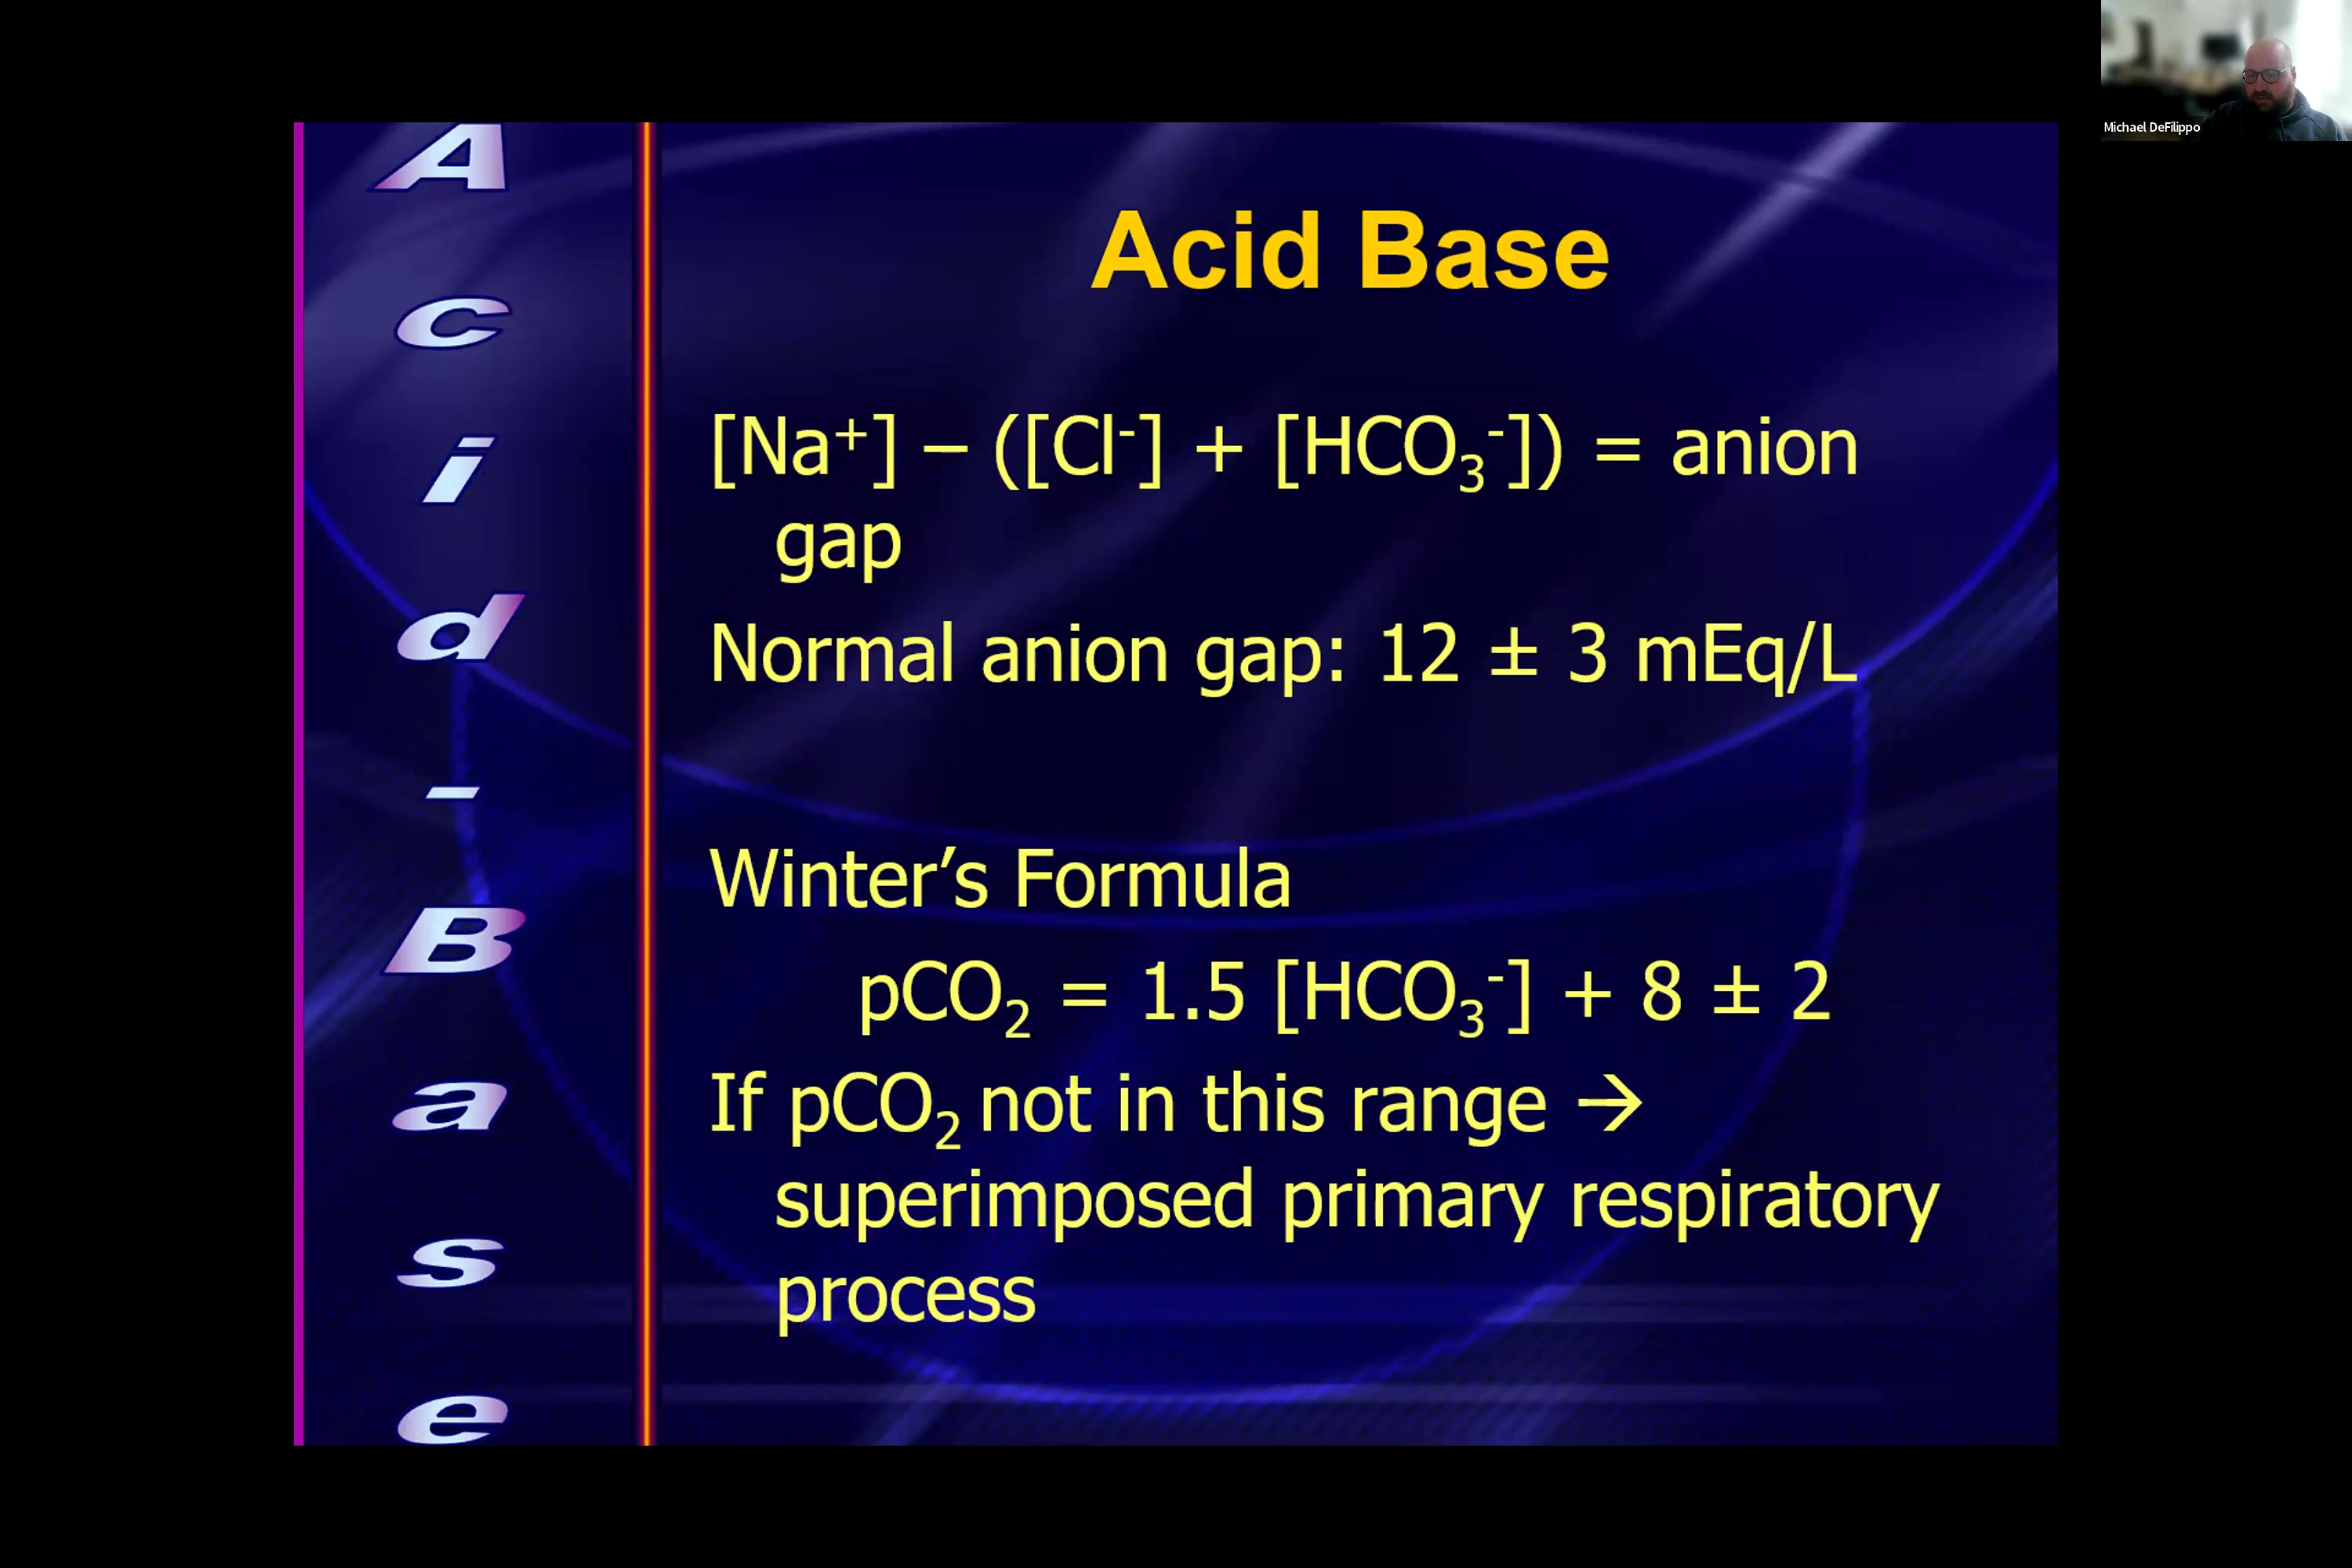 Michael DeFilippo
Acid-Base
Acid Base
[Na⁺] – ([Cl⁻] + [HCO₃⁻]) = anion
gap
Normal anion gap: 12 ± 3 mEq/L
Winter’s Formula
pCO₂ = 1.5 [HCO₃⁻] + 8 ± 2
If pCO₂ not in this range →
superimposed primary respiratory
process